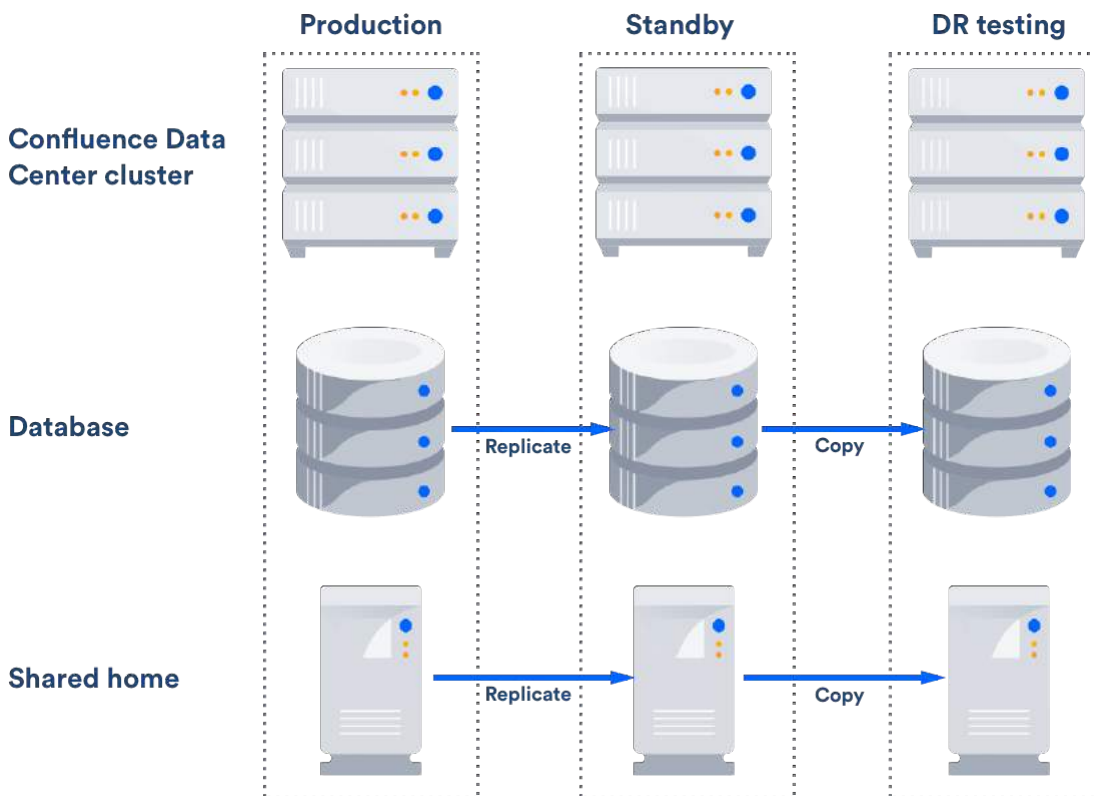 Production
Standby
DR testing
Confluence Data
Center cluster
Database
Replicate
Copy
Shared home
Replicate
Copy